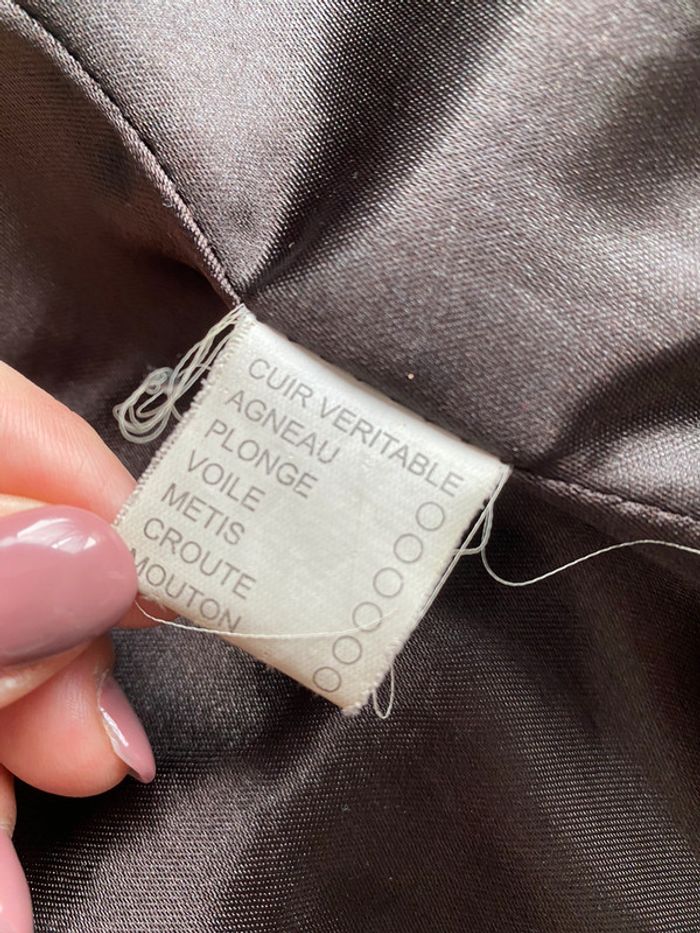 CUIR VERITABLE
AGNEAU
PLONGE
VOILE
METIS
CROUTE
MOUTON